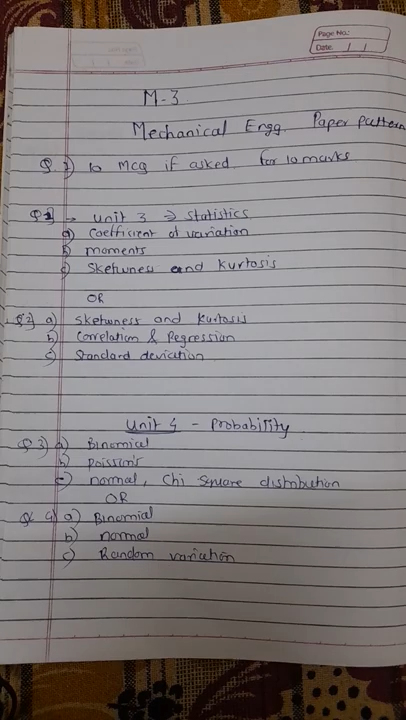 Page No.:
Date / /
M-3
Mechanical Engg. Paper pattern
Q. 1) 10 MCQ if asked for 10 marks
Q1) → Unit 3 ⇒ Statistics
a) Coefficient of variation
b) moments
c) Skewness and Kurtosis
OR
Q2) a) Skewness and Kurtosis
b) Correlation & Regression
c) Standard deviation
Unit 4 - Probability
Q 3) a) Binomial
b) poisson's
c) normal, Chi Square distribution
OR
Q 4) a) Binomial
b) normal
c) Random variation